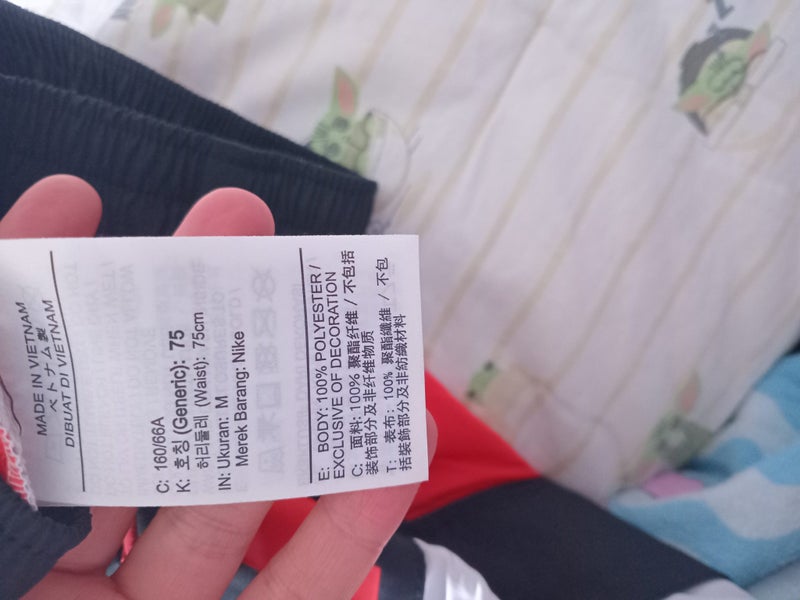 MADE IN VIETNAM
ベトナム製
DIBUAT DI VIETNAM
C: 160/66A
K: 호칭 (Generic): 75
허리둘레 (Waist): 75cm
IN: Ukuran: M
Merek Barang: Nike
E: BODY: 100% POLYESTER /
EXCLUSIVE OF DECORATION
C: 面料: 100% 聚酯纤维 / 不包括
装饰部分及非纤维物质
T: 表布: 100% 聚酯纖維 / 不包
括裝飾部分及非紡織材料